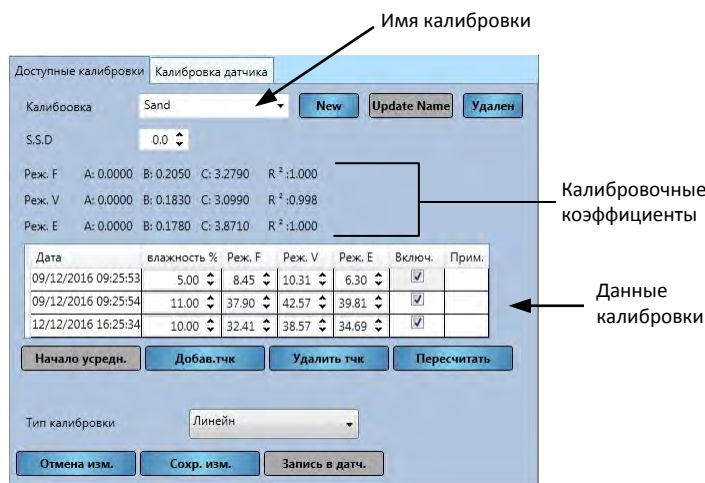 Имя калибровки
Доступные калибровки Калибровка датчика
Калибровка Sand New Update Name Удален
S.S.D 0.0
Реж. F A: 0.0000 B: 0.2050 C: 3.2790 R ² :1.000
Реж. V A: 0.0000 B: 0.1830 C: 3.0990 R ² :0.998
Реж. E A: 0.0000 B: 0.1780 C: 3.8710 R ² :1.000
Калибровочные
коэффициенты
Дата влажность % Реж. F Реж. V Реж. E Включ. Прим.
09/12/2016 09:25:53 5.00 8.45 10.31 6.30
09/12/2016 09:25:54 11.00 37.90 42.57 39.81
12/12/2016 16:25:34 10.00 32.41 38.57 34.69
Данные
калибровки
Начало усредн. Добав.тчк Удалить тчк Пересчитать
Тип калибровки Линейн
Отмена изм. Сохр. изм. Запись в датч.